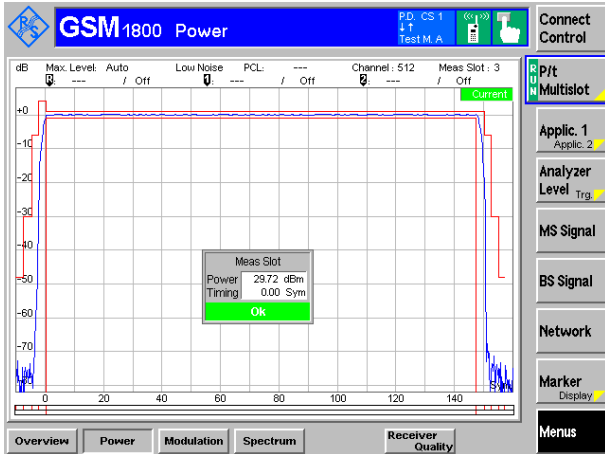 R S
GSM 1800 Power
P.D. CS 1
Test M. A
Connect Control
dB Max. Level: Auto Low Noise PCL: --- Channel : 512 Meas Slot : 3
--- / Off 1: --- / Off 2: --- / Off
Current
RUN P/t Multislot
+0
-10
-20
-30
-40
-50
-60
-70
Meas Slot
Power 29.72 dBm
Timing 0.00 Sym
Ok
0 20 40 60 80 100 120 140
Applic. 1
Applic. 2
Analyzer Level Trg.
MS Signal
BS Signal
Network
Marker
Display
Menus
Overview Power Modulation Spectrum Receiver Quality